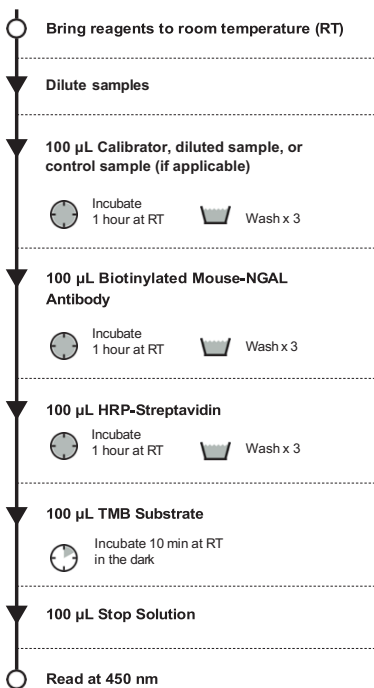 Bring reagents to room temperature (RT)
Dilute samples
100 µL Calibrator, diluted sample, or
control sample (if applicable)
Incubate
1 hour at RT
Wash x 3
100 µL Biotinylated Mouse-NGAL
Antibody
Incubate
1 hour at RT
Wash x 3
100 µL HRP-Streptavidin
Incubate
1 hour at RT
Wash x 3
100 µL TMB Substrate
Incubate 10 min at RT
in the dark
100 µL Stop Solution
Read at 450 nm